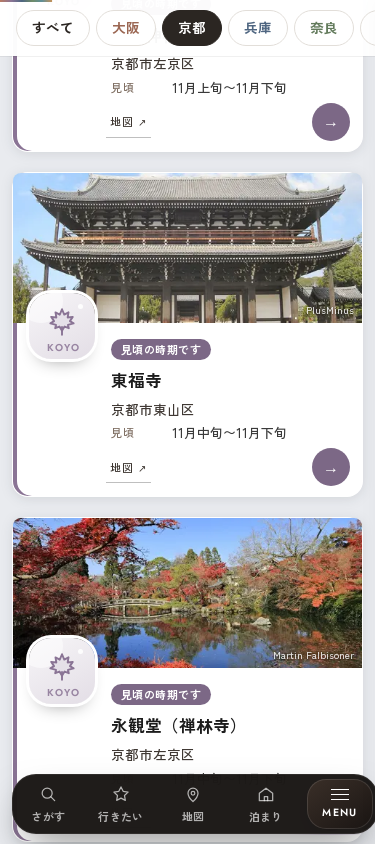 すべて 大阪 京都 兵庫 奈良
京都市左京区
見頃 11月上旬〜11月下旬
地図 ↗
→
PlusMinus
KOYO
見頃の時期です
東福寺
京都市東山区
見頃 11月中旬〜11月下旬
地図 ↗
→
Martin Falbisoner
KOYO
見頃の時期です
永観堂（禅林寺）
京都市左京区
さがす 行きたい 地図 泊まり MENU